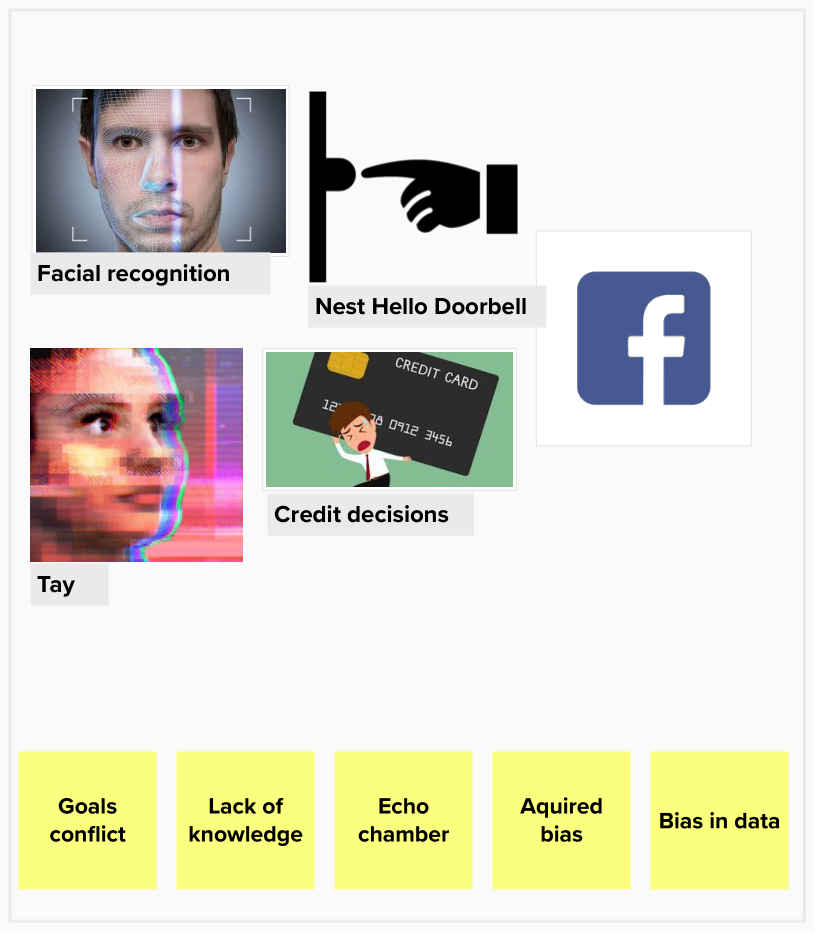 Facial recognition
Nest Hello Doorbell
f
CREDIT CARD
78 0912 3456
Credit decisions
Tay
Goals
conflict
Lack of
knowledge
Echo
chamber
Aquired
bias
Bias in data